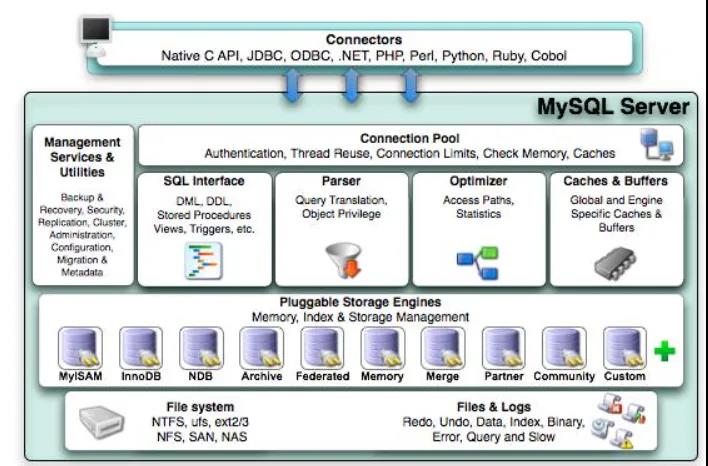 Connectors
Native C API, JDBC, ODBC, .NET, PHP, Perl, Python, Ruby, Cobol
MySQL Server
Management
Services &
Utilities
Backup &
Recovery, Security,
Replication, Cluster,
Administration,
Configuration,
Migration &
Metadata
Connection Pool
Authentication, Thread Reuse, Connection Limits, Check Memory, Caches
SQL Interface
DML, DDL,
Stored Procedures
Views, Triggers, etc.
Parser
Query Translation,
Object Privilege
Optimizer
Access Paths,
Statistics
Caches & Buffers
Global and Engine
Specific Caches &
Buffers
Pluggable Storage Engines
Memory, Index & Storage Management
MyISAM
InnoDB
NDB
Archive
Federated
Memory
Merge
Partner
Community
Custom
File system
NTFS, ufs, ext2/3
NFS, SAN, NAS
Files & Logs
Redo, Undo, Data, Index, Binary,
Error, Query and Slow